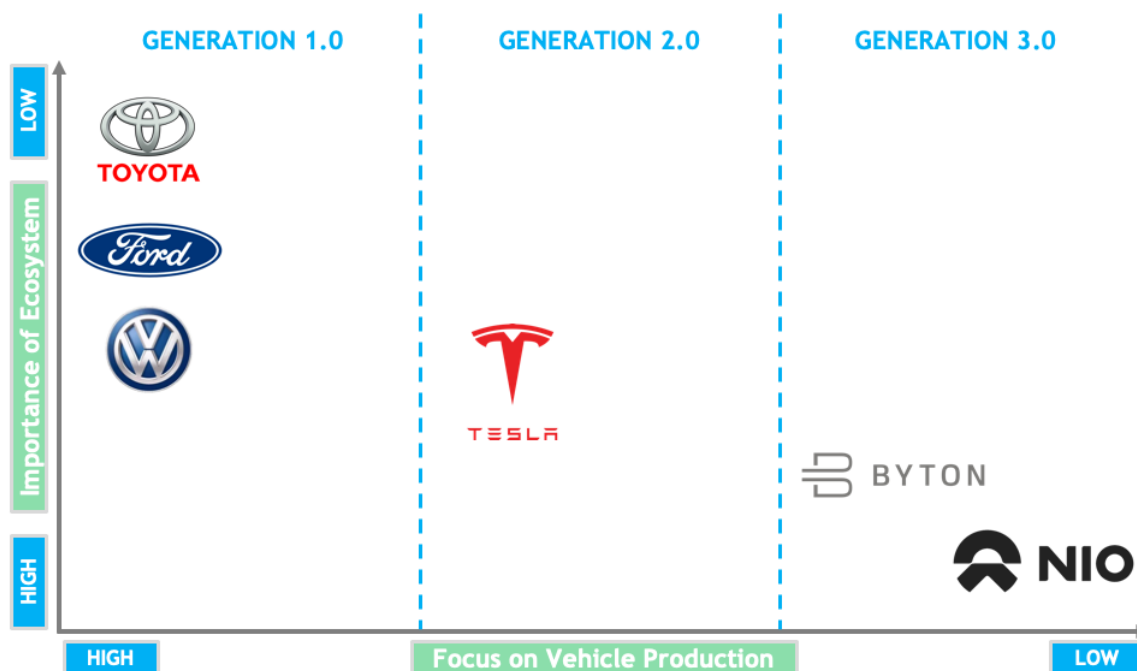 GENERATION 1.0
GENERATION 2.0
GENERATION 3.0
LOW
TOYOTA
Ford
Importance of Ecosystem
VW
TESLA
BYTON
NIO
HIGH
HIGH
Focus on Vehicle Production
LOW